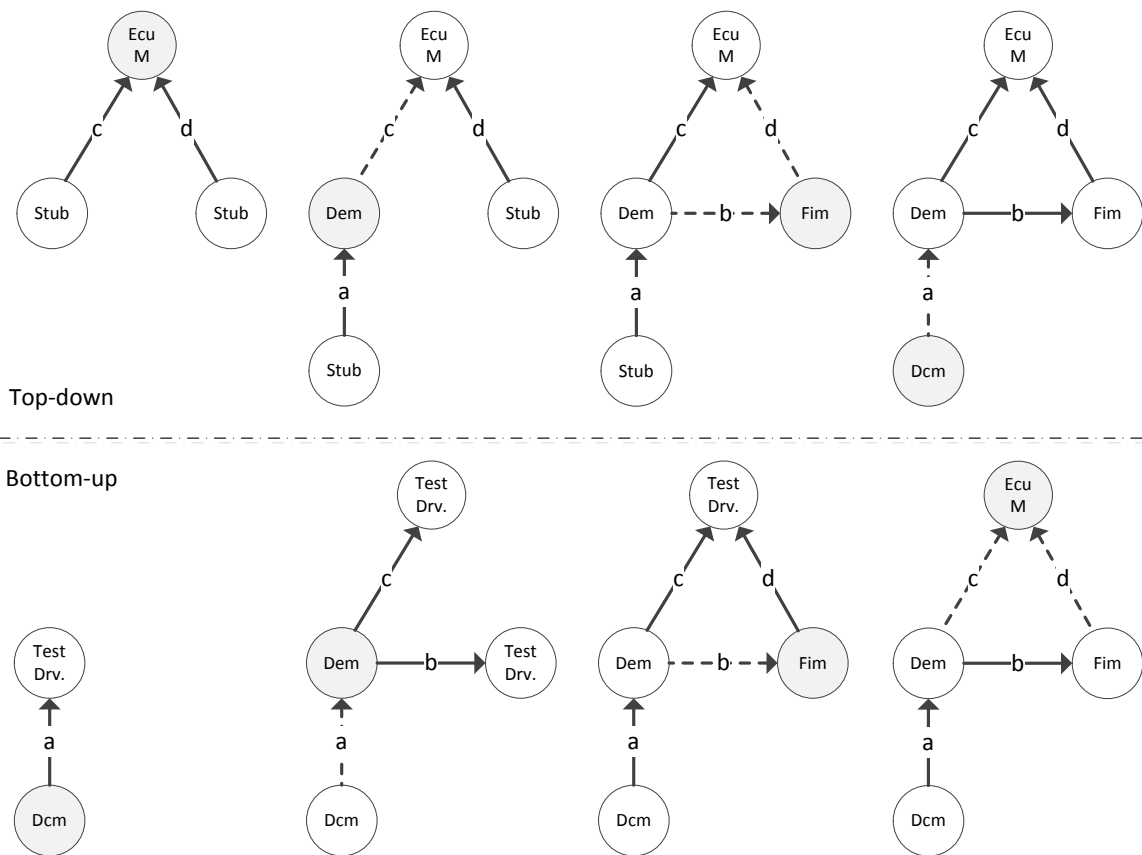 Ecu
M
Ecu
M
Ecu
M
Ecu
M
c
d
c
d
c
d
c
d
Stub
Stub
Dem
Stub
Dem
b
Fim
Dem
b
Fim
a
a
a
Stub
Stub
Dcm
Top-down
Bottom-up
Test
Drv.
Test
Drv.
Ecu
M
c
c
d
c
d
Test
Drv.
Dem
b
Test
Drv.
Dem
b
Fim
Dem
b
Fim
a
a
a
a
Dcm
Dcm
Dcm
Dcm